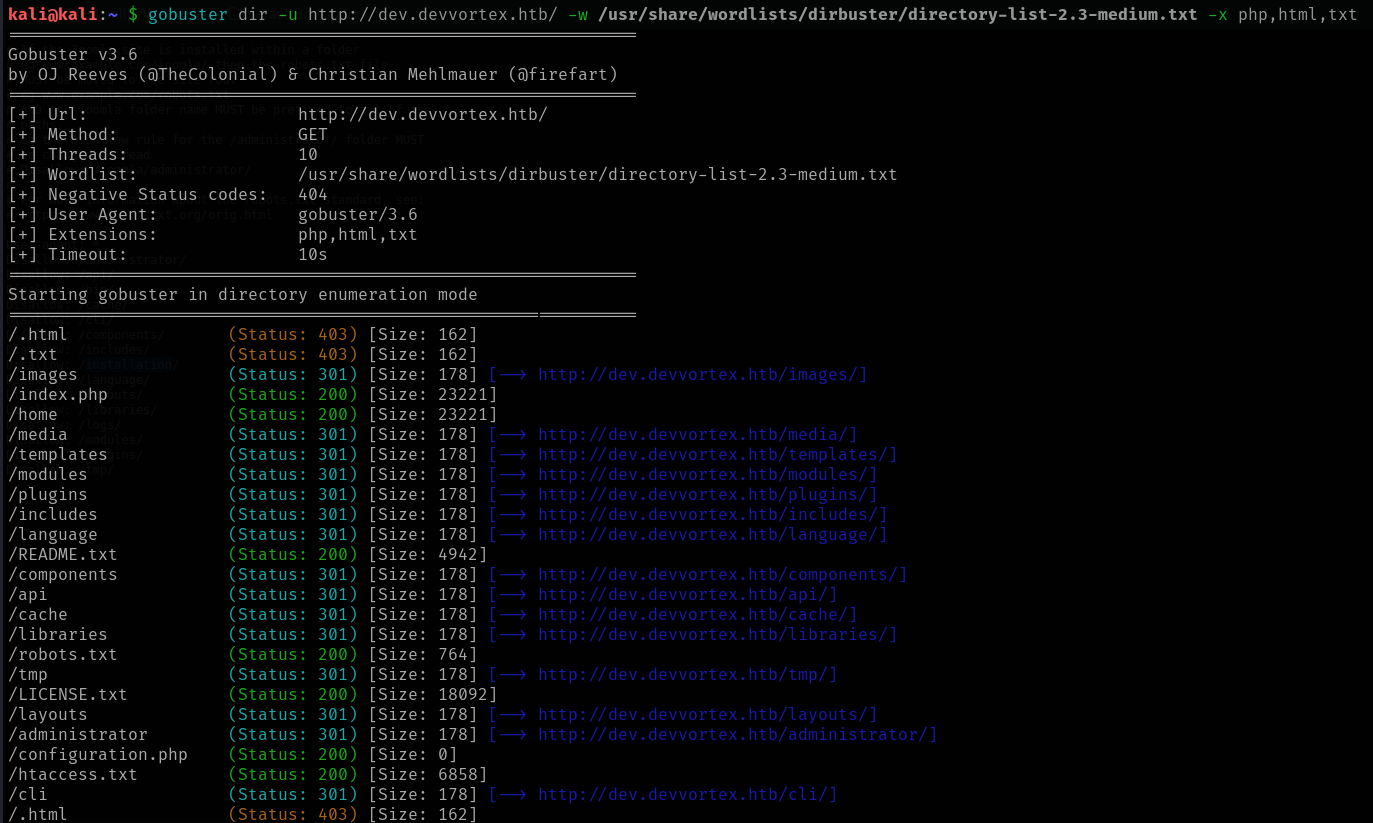 kali@kali:~ $ gobuster dir -u http://dev.devvortex.htb/ -w /usr/share/wordlists/dirbuster/directory-list-2.3-medium.txt -x php,html,txt
===============================================================
Gobuster v3.6
by OJ Reeves (@TheColonial) & Christian Mehlmauer (@firefart)
===============================================================
[+] Url:                     http://dev.devvortex.htb/
[+] Method:                  GET
[+] Threads:                 10
[+] Wordlist:                /usr/share/wordlists/dirbuster/directory-list-2.3-medium.txt
[+] Negative Status codes:   404
[+] User Agent:              gobuster/3.6
[+] Extensions:              php,html,txt
[+] Timeout:                 10s
===============================================================
Starting gobuster in directory enumeration mode
===============================================================
/.html                (Status: 403) [Size: 162]
/.txt                 (Status: 403) [Size: 162]
/images               (Status: 301) [Size: 178] [--> http://dev.devvortex.htb/images/]
/index.php            (Status: 200) [Size: 23221]
/home                 (Status: 200) [Size: 23221]
/media                (Status: 301) [Size: 178] [--> http://dev.devvortex.htb/media/]
/templates            (Status: 301) [Size: 178] [--> http://dev.devvortex.htb/templates/]
/modules              (Status: 301) [Size: 178] [--> http://dev.devvortex.htb/modules/]
/plugins              (Status: 301) [Size: 178] [--> http://dev.devvortex.htb/plugins/]
/includes             (Status: 301) [Size: 178] [--> http://dev.devvortex.htb/includes/]
/language             (Status: 301) [Size: 178] [--> http://dev.devvortex.htb/language/]
/README.txt           (Status: 200) [Size: 4942]
/components           (Status: 301) [Size: 178] [--> http://dev.devvortex.htb/components/]
/api                  (Status: 301) [Size: 178] [--> http://dev.devvortex.htb/api/]
/cache                (Status: 301) [Size: 178] [--> http://dev.devvortex.htb/cache/]
/libraries            (Status: 301) [Size: 178] [--> http://dev.devvortex.htb/libraries/]
/robots.txt           (Status: 200) [Size: 764]
/tmp                  (Status: 301) [Size: 178] [--> http://dev.devvortex.htb/tmp/]
/LICENSE.txt          (Status: 200) [Size: 18092]
/layouts              (Status: 301) [Size: 178] [--> http://dev.devvortex.htb/layouts/]
/administrator        (Status: 301) [Size: 178] [--> http://dev.devvortex.htb/administrator/]
/configuration.php    (Status: 200) [Size: 0]
/htaccess.txt         (Status: 200) [Size: 6858]
/cli                  (Status: 301) [Size: 178] [--> http://dev.devvortex.htb/cli/]
/.html                (Status: 403) [Size: 162]